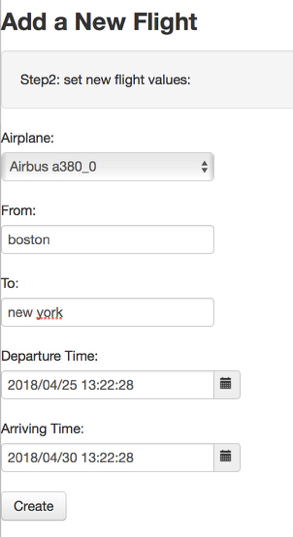 Add a New Flight
Step2: set new flight values:
Airplane:
Airbus a380_0
From:
boston
To:
new york
Departure Time:
2018/04/25 13:22:28
Arriving Time:
2018/04/30 13:22:28
Create